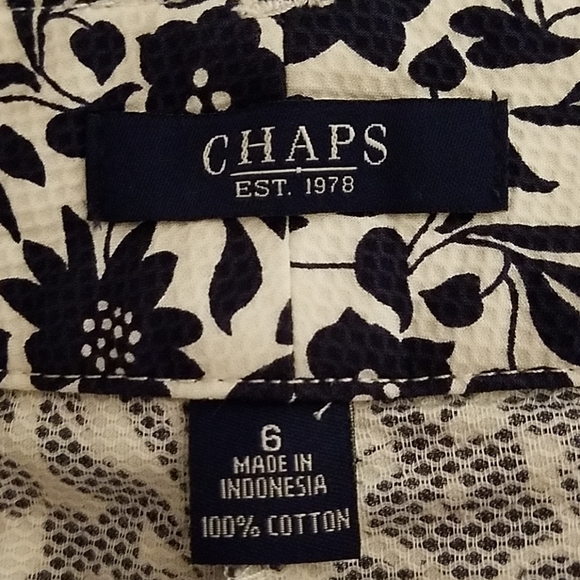 CHAPS
EST. 1978
6
MADE IN
INDONESIA
100% COTTON